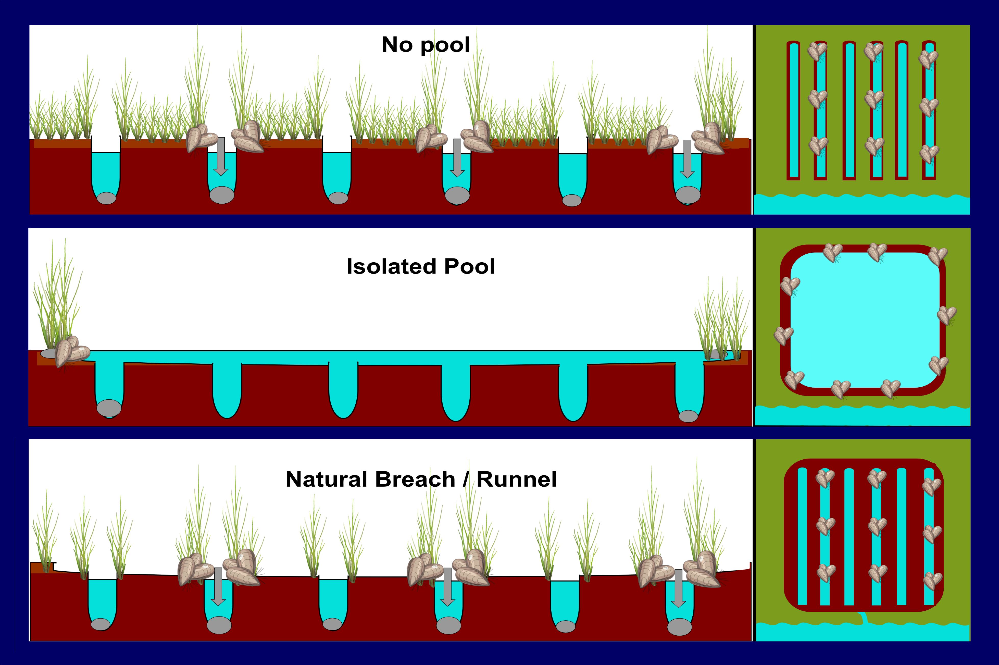 No pool
Isolated Pool
Natural Breach / Runnel